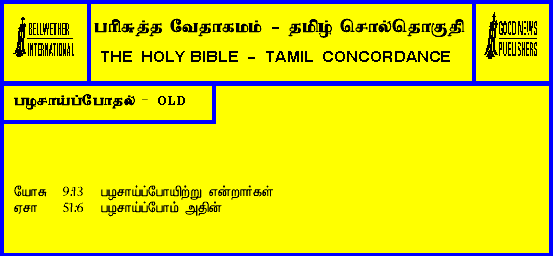 BELLWETHER
INTERNATIONAL
பரிசுத்த வேதாகமம் - தமிழ் சொல்தொகுதி
THE HOLY BIBLE - TAMIL CONCORDANCE
GOOD NEWS
PUBLISHERS
பழசாய்ப்போதல் - OLD
யோசு 9:13 பழசாய்ப்போயிற்று என்றார்கள்
ஏசா 51:6 பழசாய்ப்போம் அதின்